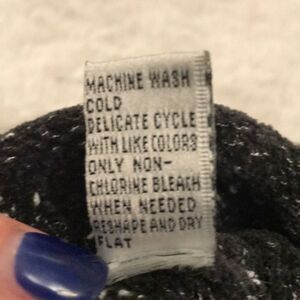 MACHINE WASH
COLD
DELICATE CYCLE
WITH LIKE COLORS
ONLY NON-
CHLORINE BLEACH
WHEN NEEDED
RESHAPE AND DRY
FLAT